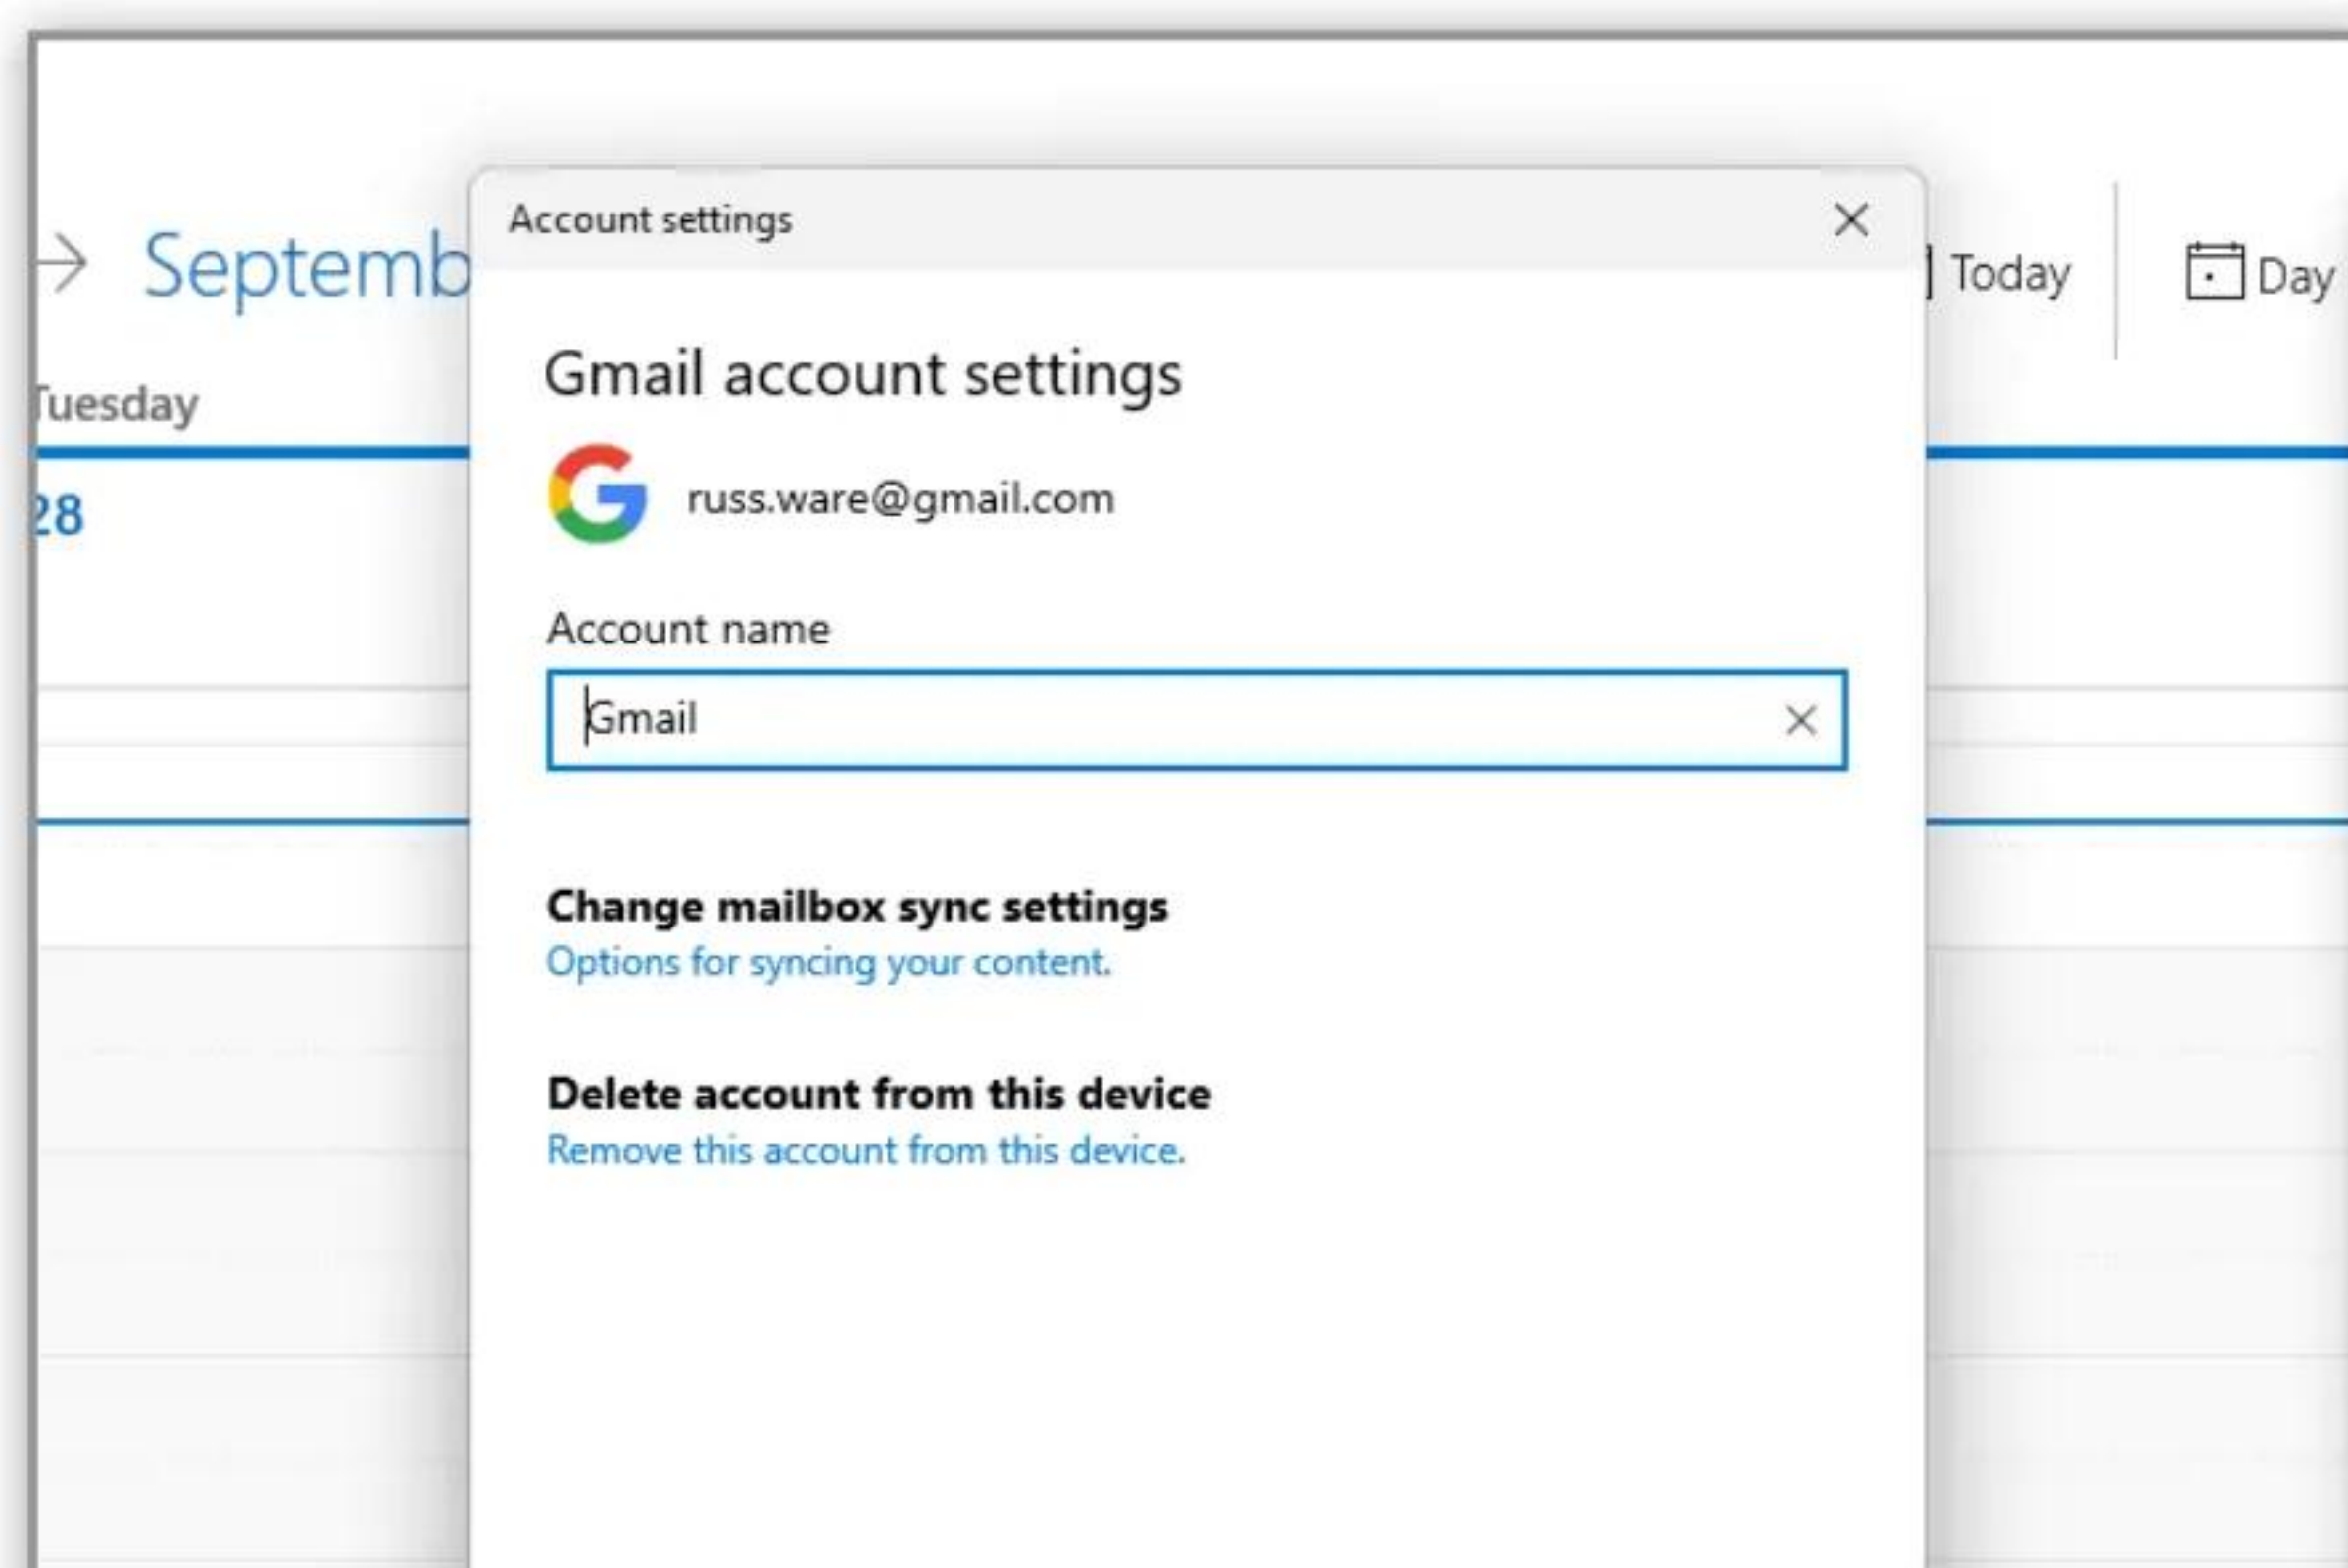 Account settings
Septemb
Today
Day
Gmail account settings
Tuesday
russ.ware@gmail.com
28
Account name
Gmail
Change mailbox sync settings
Options for syncing your content.
Delete account from this device
Remove this account from this device.